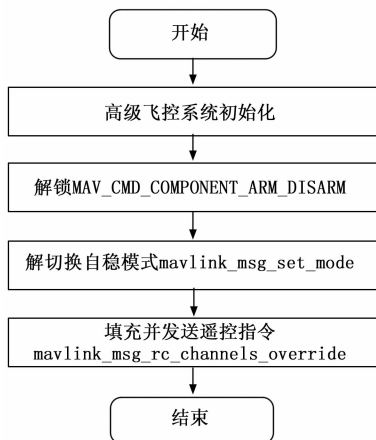 开始
高级飞控系统初始化
解锁MAV_CMD_COMPONENT_ARM_DISARM
解切换自稳模式mavlink_msg_set_mode
填充并发送遥控指令
mavlink_msg_rc_channels_override
结束